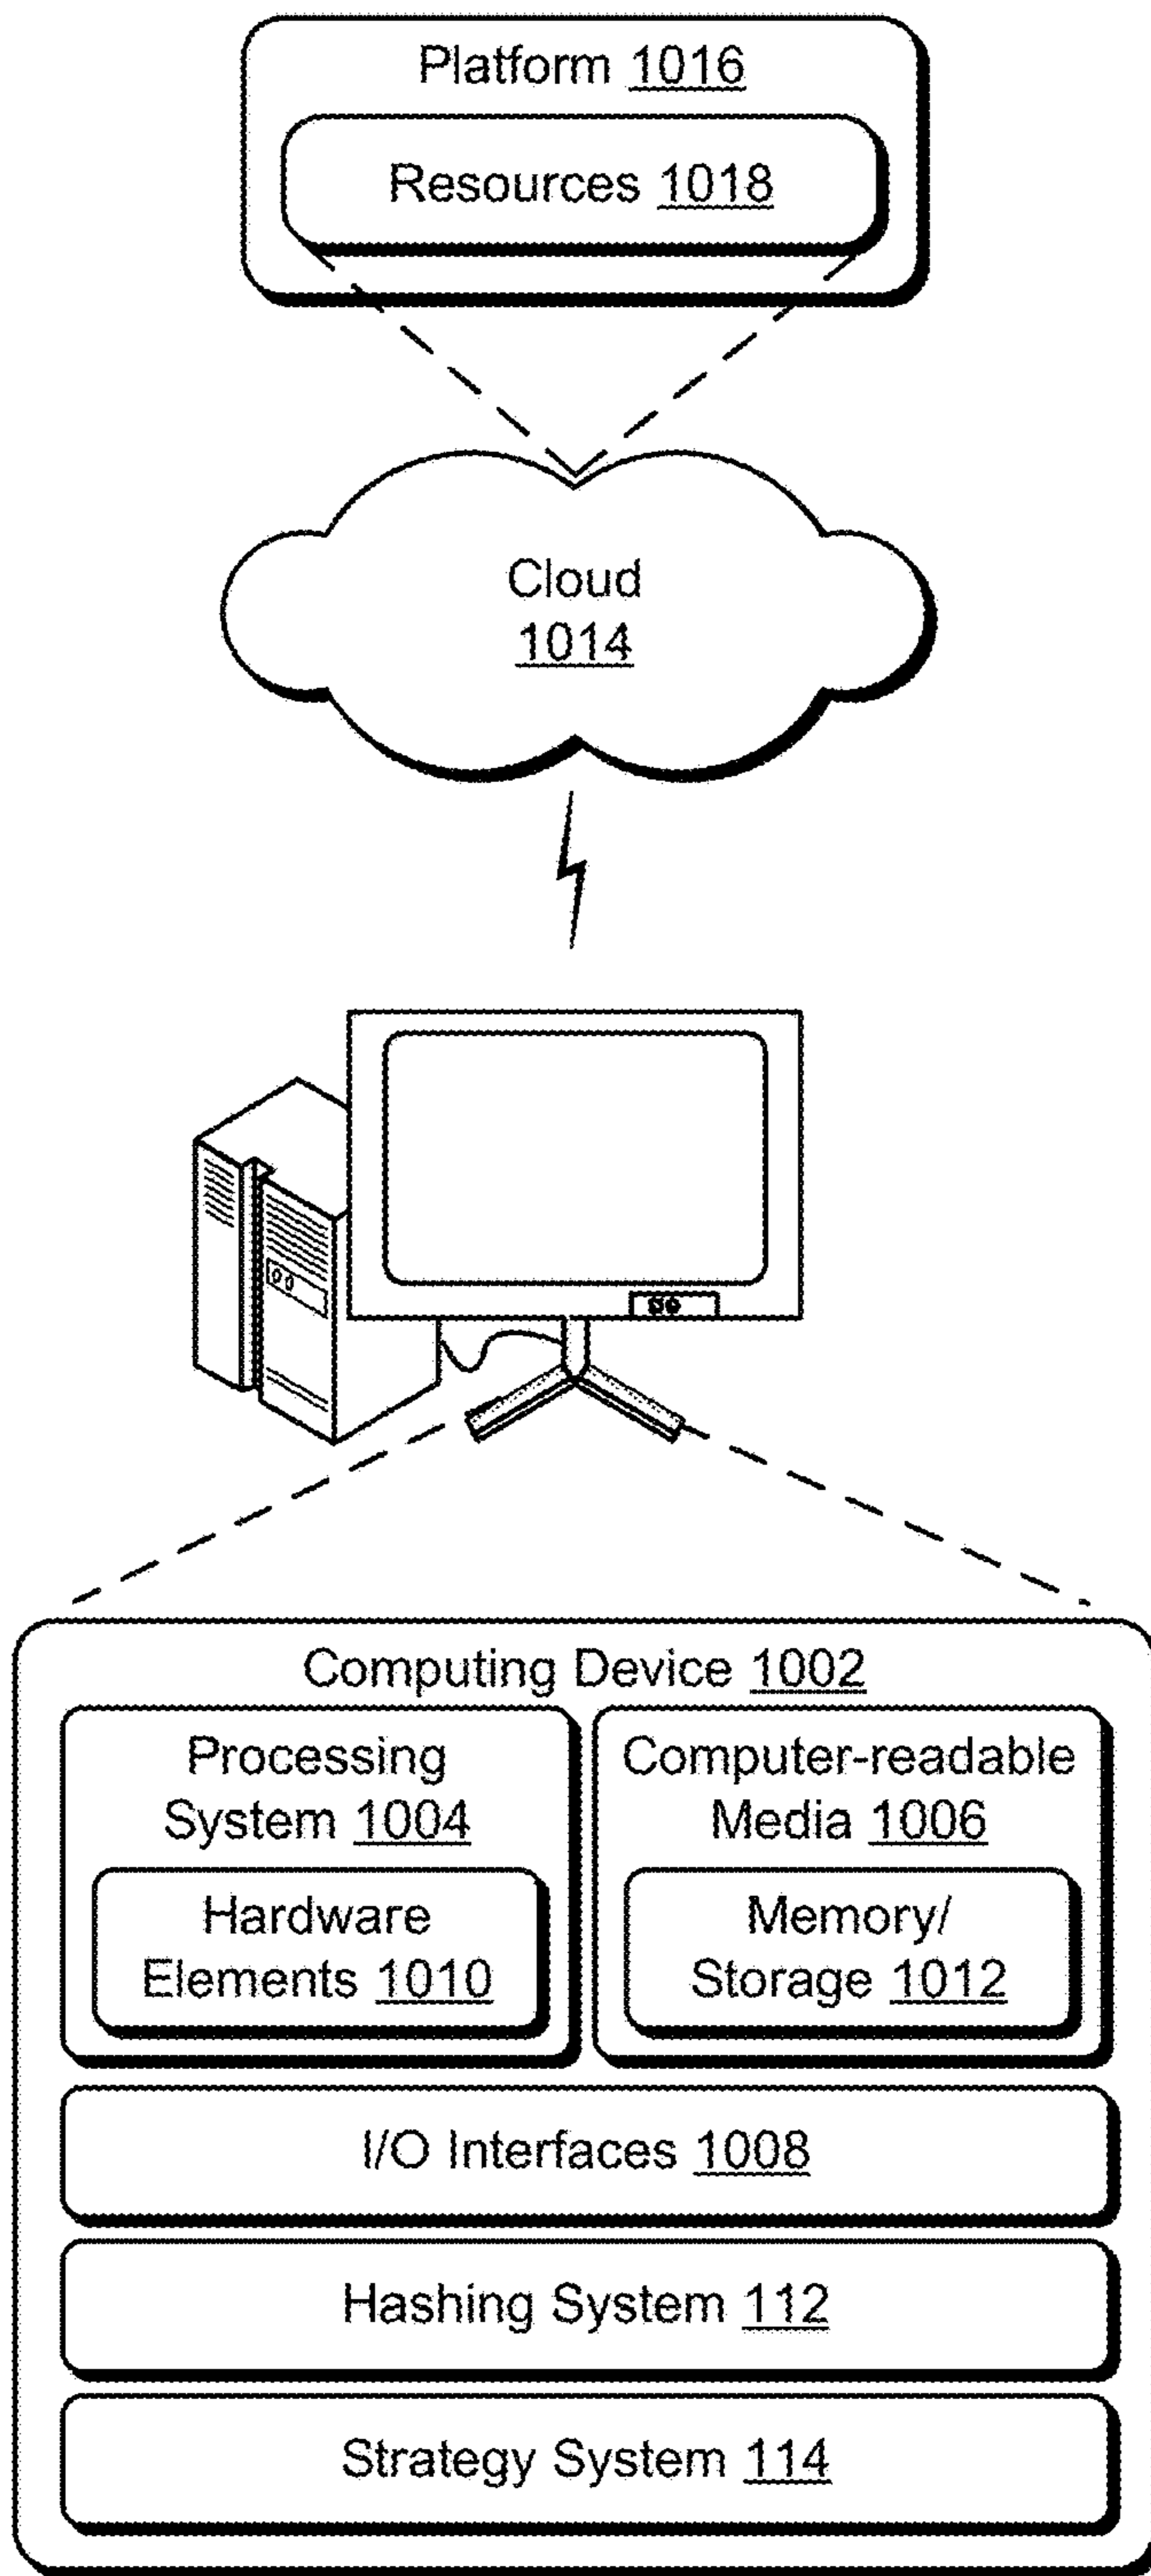 Platform 1016
Resources 1018
Cloud
1014
Computing Device 1002
Processing
System 1004
Hardware
Elements 1010
Computer-readable
Media 1006
Memory/
Storage 1012
I/O Interfaces 1008
Hashing System 112
Strategy System 114